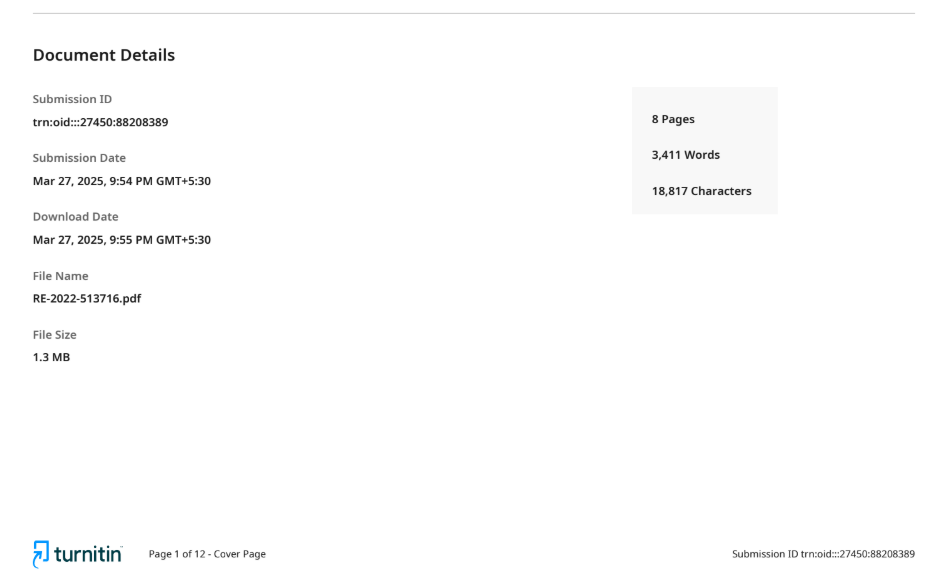 Document Details
Submission ID
trn:oid:::27450:88208389
Submission Date
Mar 27, 2025, 9:54 PM GMT+5:30
Download Date
Mar 27, 2025, 9:55 PM GMT+5:30
File Name
RE-2022-513716.pdf
File Size
1.3 MB
8 Pages
3,411 Words
18,817 Characters
turnitin
Page 1 of 12 - Cover Page
Submission ID trn:oid:::27450:88208389